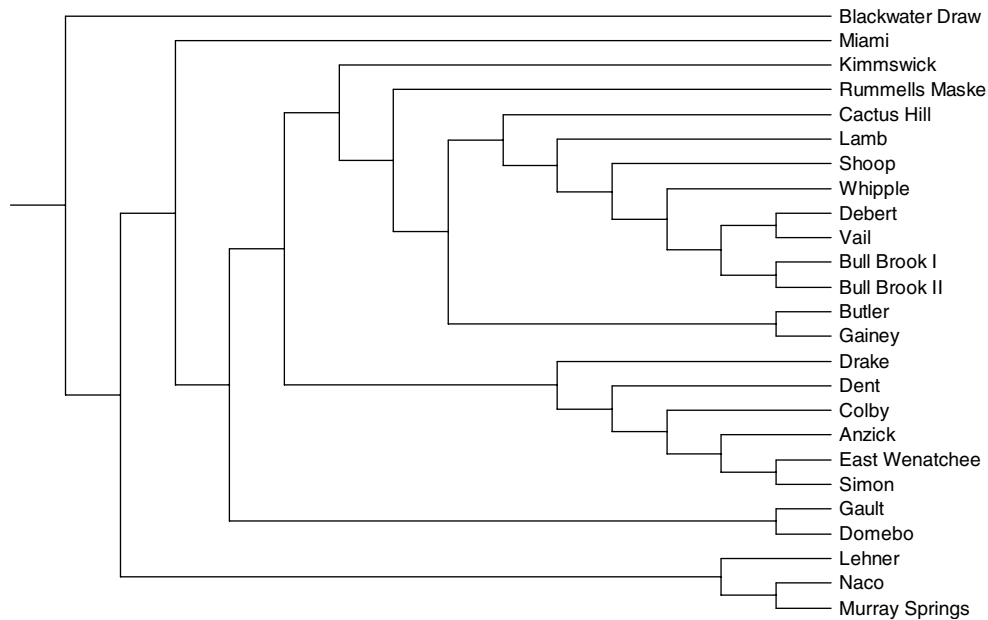 Blackwater Draw
Miami
Kimmswick
Rummells Maske
Cactus Hill
Lamb
Shoop
Whipple
Debert
Vail
Bull Brook I
Bull Brook II
Butler
Gainey
Drake
Dent
Colby
Anzick
East Wenatchee
Simon
Gault
Domebo
Lehner
Naco
Murray Springs